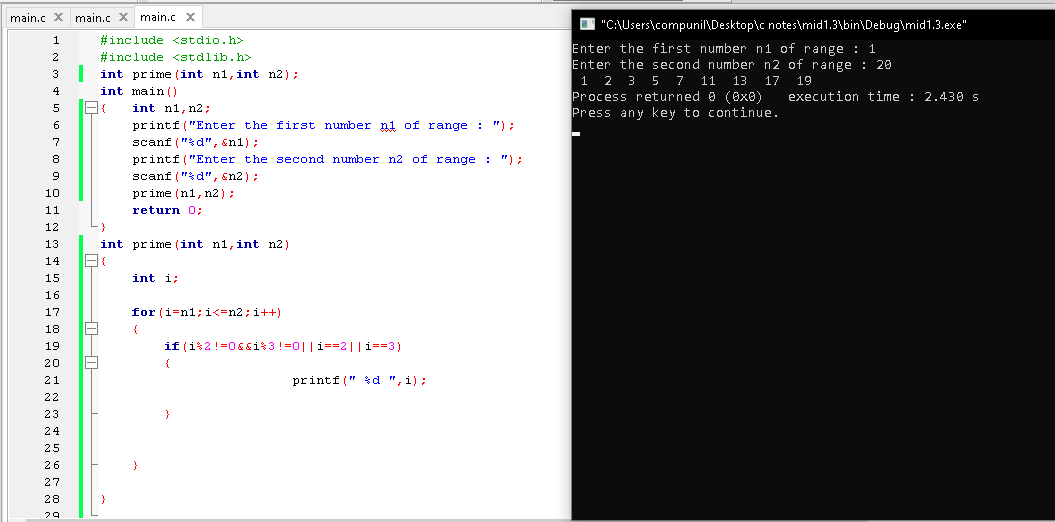 main.c main.c main.c
1 #include <stdio.h>
2 #include <stdlib.h>
3 int prime(int n1,int n2);
4 int main()
5 { int n1,n2;
6 printf("Enter the first number n1 of range : ");
7 scanf("%d",&n1);
8 printf("Enter the second number n2 of range : ");
9 scanf("%d",&n2);
10 prime(n1,n2);
11 return 0;
12 }
13 int prime(int n1,int n2)
14 {
15 int i;
16
17 for(i=n1;i<=n2;i++)
18 {
19 if(i%2!=0&&i%3!=0||i==2||i==3)
20 {
21 printf(" %d ",i);
22
23 }
24
25
26 }
27
28 }
29
"C:\Users\compunil\Desktop\c notes\mid1.3\bin\Debug\mid1.3.exe"
Enter the first number n1 of range : 1
Enter the second number n2 of range : 20
1 2 3 5 7 11 13 17 19
Process returned 0 (0x0) execution time : 2.430 s
Press any key to continue.